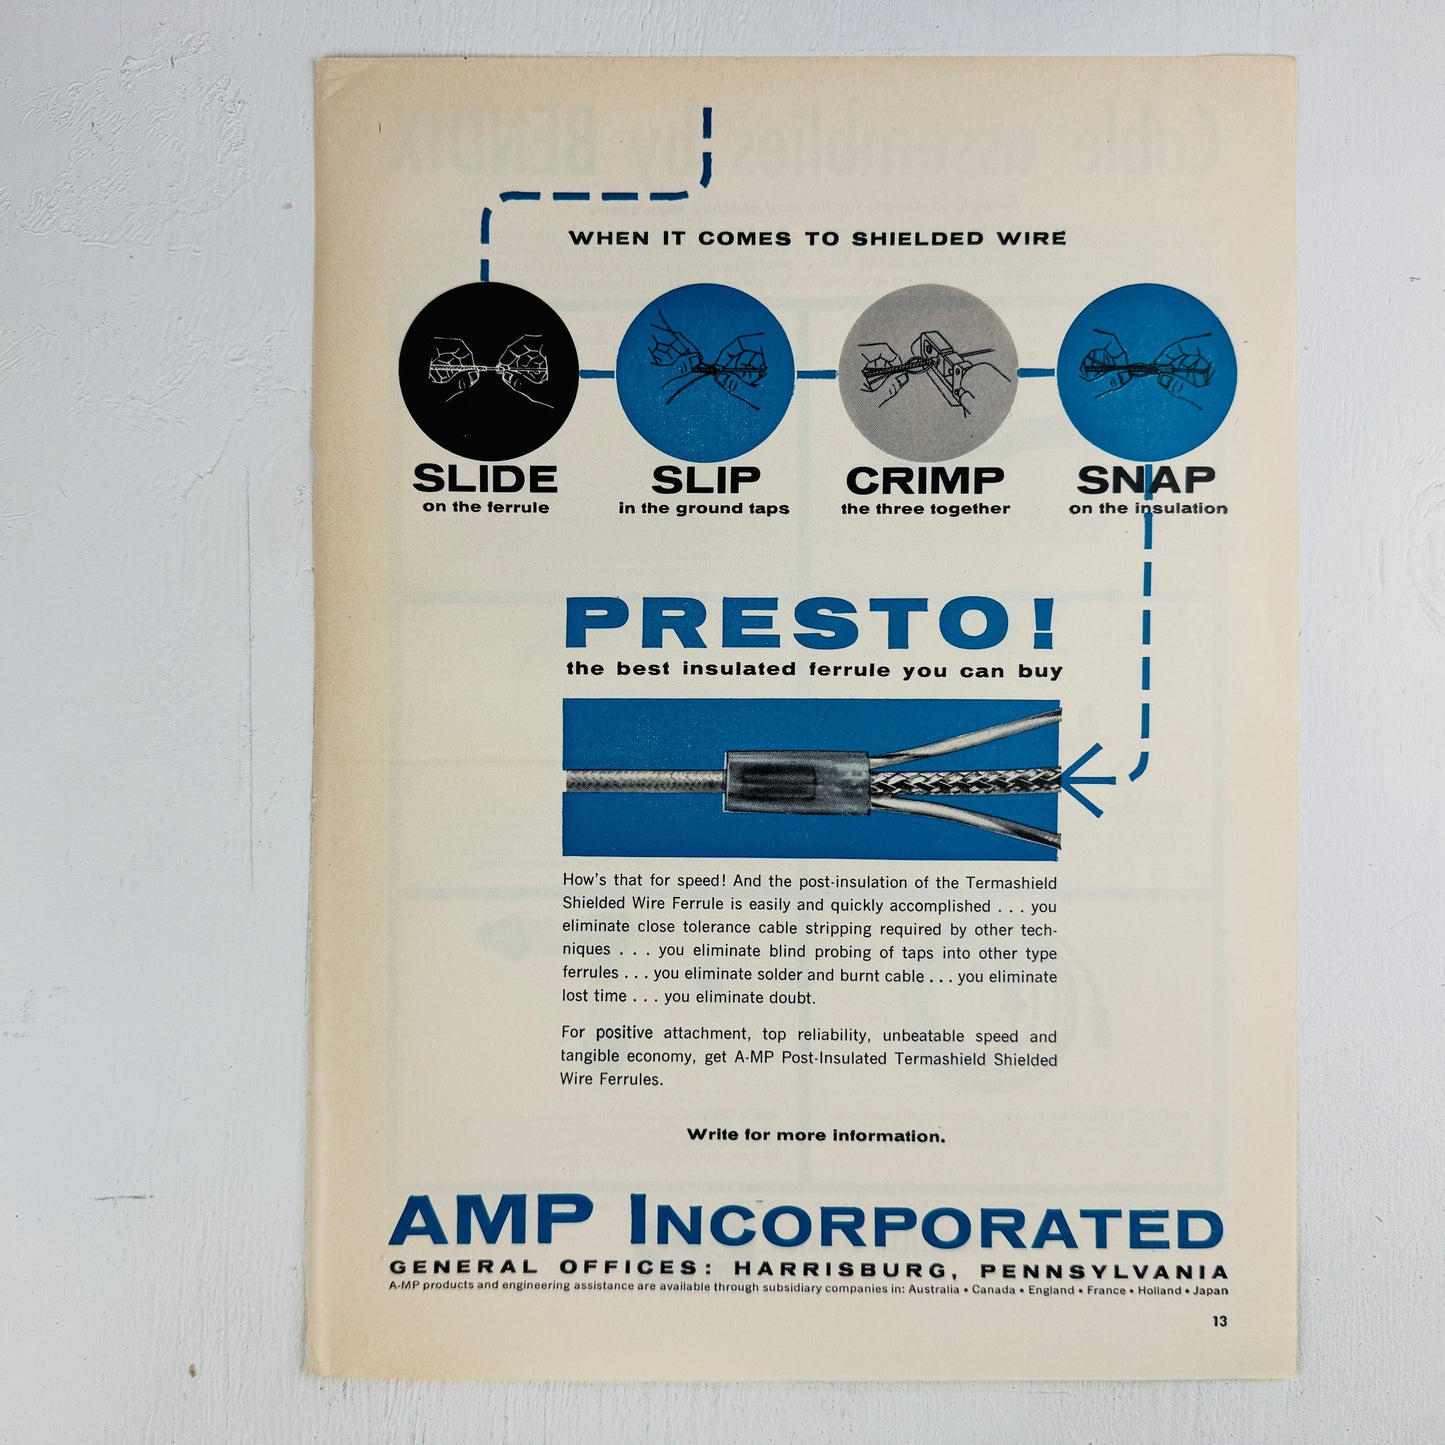 WHEN IT COMES TO SHIELDED WIRE
SLIDE
on the ferrule
SLIP
in the ground taps
CRIMP
the three together
SNAP
on the insulation
PRESTO!
the best insulated ferrule you can buy
How's that for speed! And the post-insulation of the Termashield
Shielded Wire Ferrule is easily and quickly accomplished . . . you
eliminate close tolerance cable stripping required by other tech-
niques . . . you eliminate blind probing of taps into other type
ferrules . . . you eliminate solder and burnt cable . . . you eliminate
lost time . . . you eliminate doubt.
For positive attachment, top reliability, unbeatable speed and
tangible economy, get A-MP Post-Insulated Termashield Shielded
Wire Ferrules.
Write for more information.
AMP INCORPORATED
GENERAL OFFICES: HARRISBURG, PENNSYLVANIA
A-MP products and engineering assistance are available through subsidiary companies in: Australia • Canada • England • France • Holland • Japan
13